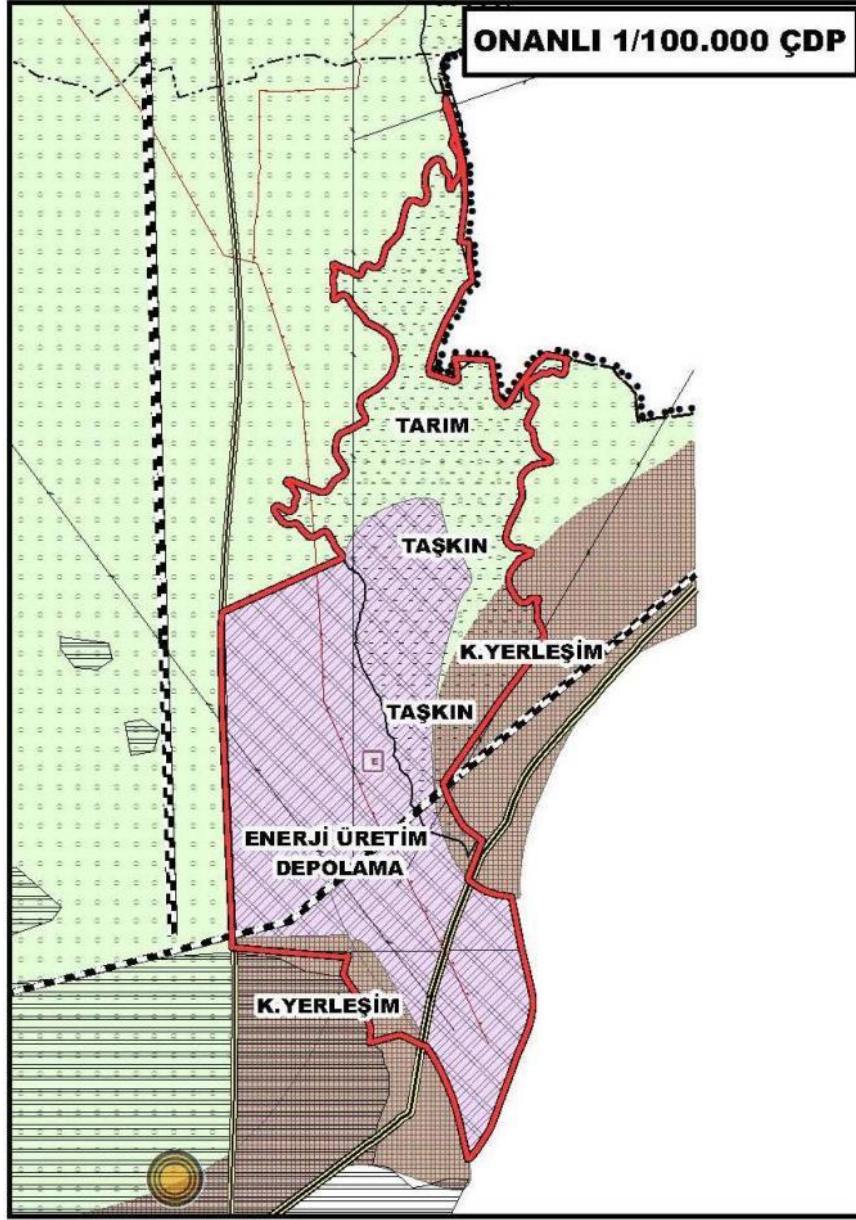 ONANLI 1/100.000 ÇDP
TARIM
TAŞKIN
K.YERLEŞİM
TAŞKIN
E
ENERJİ ÜRETİM
DEPOLAMA
K.YERLEŞİM